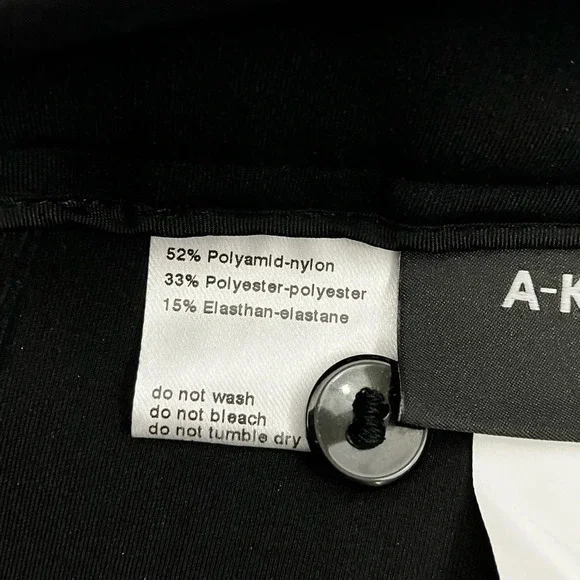 52% Polyamid-nylon
33% Polyester-polyester
15% Elasthan-elastane
A-K
do not wash
do not bleach
do not tumble dry